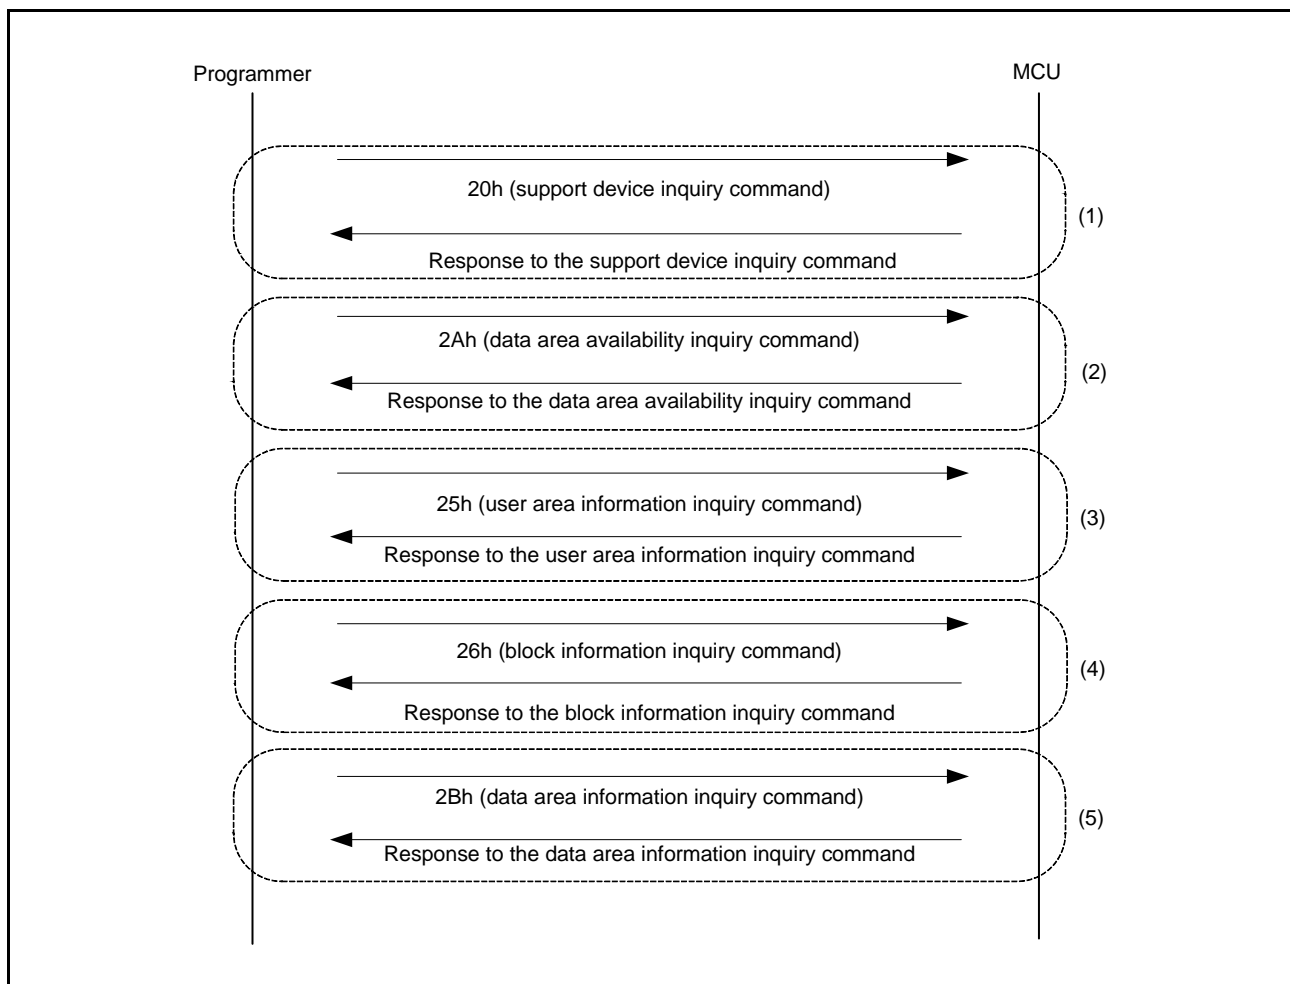 Programmer
MCU
20h (support device inquiry command)
(1)
Response to the support device inquiry command
2Ah (data area availability inquiry command)
(2)
Response to the data area availability inquiry command
25h (user area information inquiry command)
(3)
Response to the user area information inquiry command
26h (block information inquiry command)
(4)
Response to the block information inquiry command
2Bh (data area information inquiry command)
(5)
Response to the data area information inquiry command